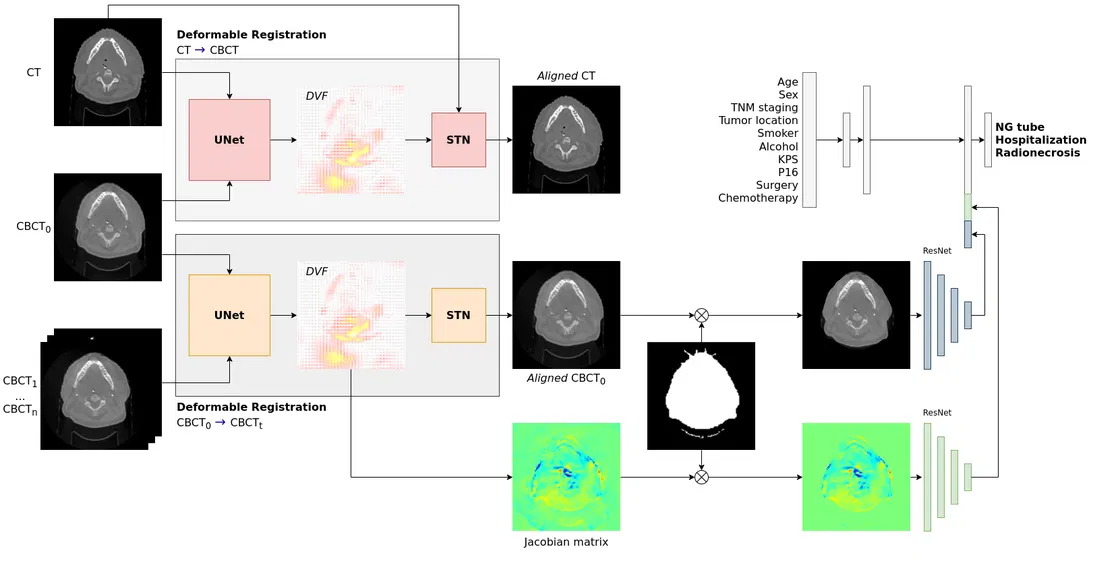 Deformable Registration
CT → CBCT
CT
UNet
DVF
STN
Aligned CT
CBCT0
UNet
DVF
STN
Aligned CBCT0
CBCT1
...
CBCTn
Deformable Registration
CBCT0 → CBCTt
Jacobian matrix
Age
Sex
TNM staging
Tumor location
Smoker
Alcohol
KPS
P16
Surgery
Chemotherapy
NG tube
Hospitalization
Radionecrosis
ResNet
ResNet